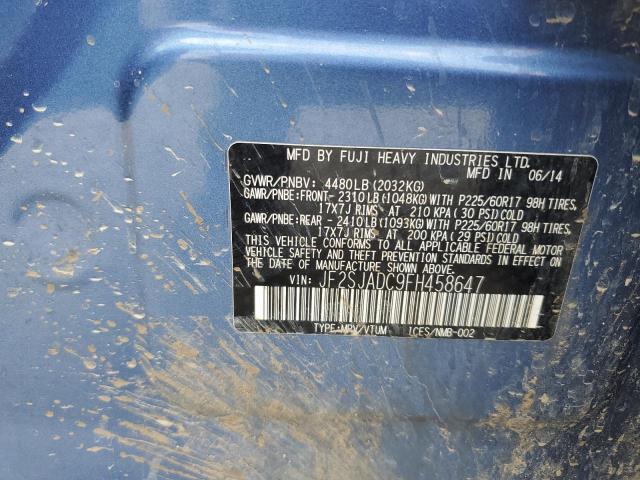 MFD BY FUJI HEAVY INDUSTRIES LTD.
MFD IN 06/14
GVWR/PNBV: 4480LB (2032KG)
GAWR/PNBE:FRONT- 2310LB (1048KG) WITH P225/60R17 98H TIRES,
17X7J RIMS AT 210 KPA (30 PSI) COLD
GAWR/PNBE:REAR - 2410LB (1093KG) WITH P225/60R17 98H TIRES,
17X7J RIMS AT 200 KPA (29 PSI) COLD
THIS VEHICLE CONFORMS TO ALL APPLICABLE FEDERAL MOTOR
VEHICLE SAFETY AND THEFT PREVENTION STANDARDS
IN EFFECT ON THE DATE OF MANUFACTURE SHOWN
ABOVE.
VIN: JF2SJADC9FH458647
TYPE:MPV/VTUM ICES/NMB-002